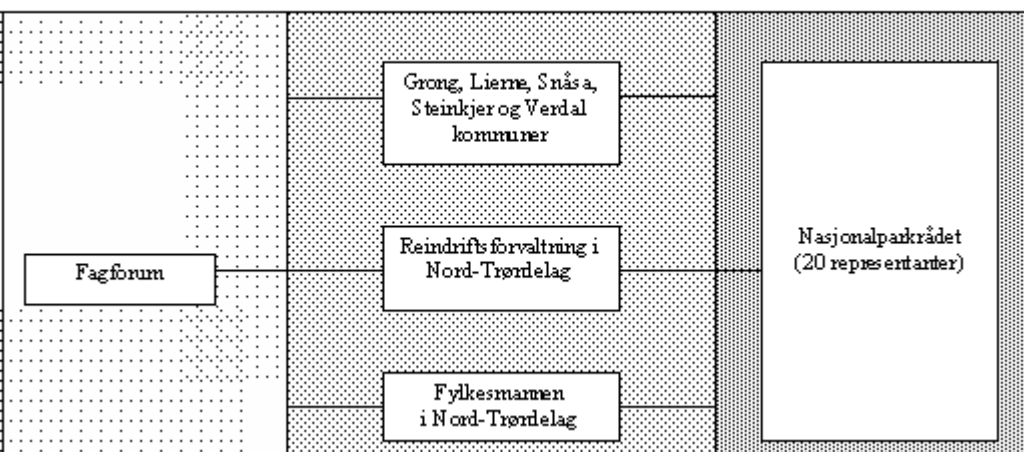 Fagforum
Grong, Lierne, Snåsa,
Steinkjer og Verdal
kommuner
Reindriftsforvaltning i
Nord-Trøndelag
Fylkesmannen
i Nord-Trøndelag
Nasjonalparkrådet
(20 representanter)